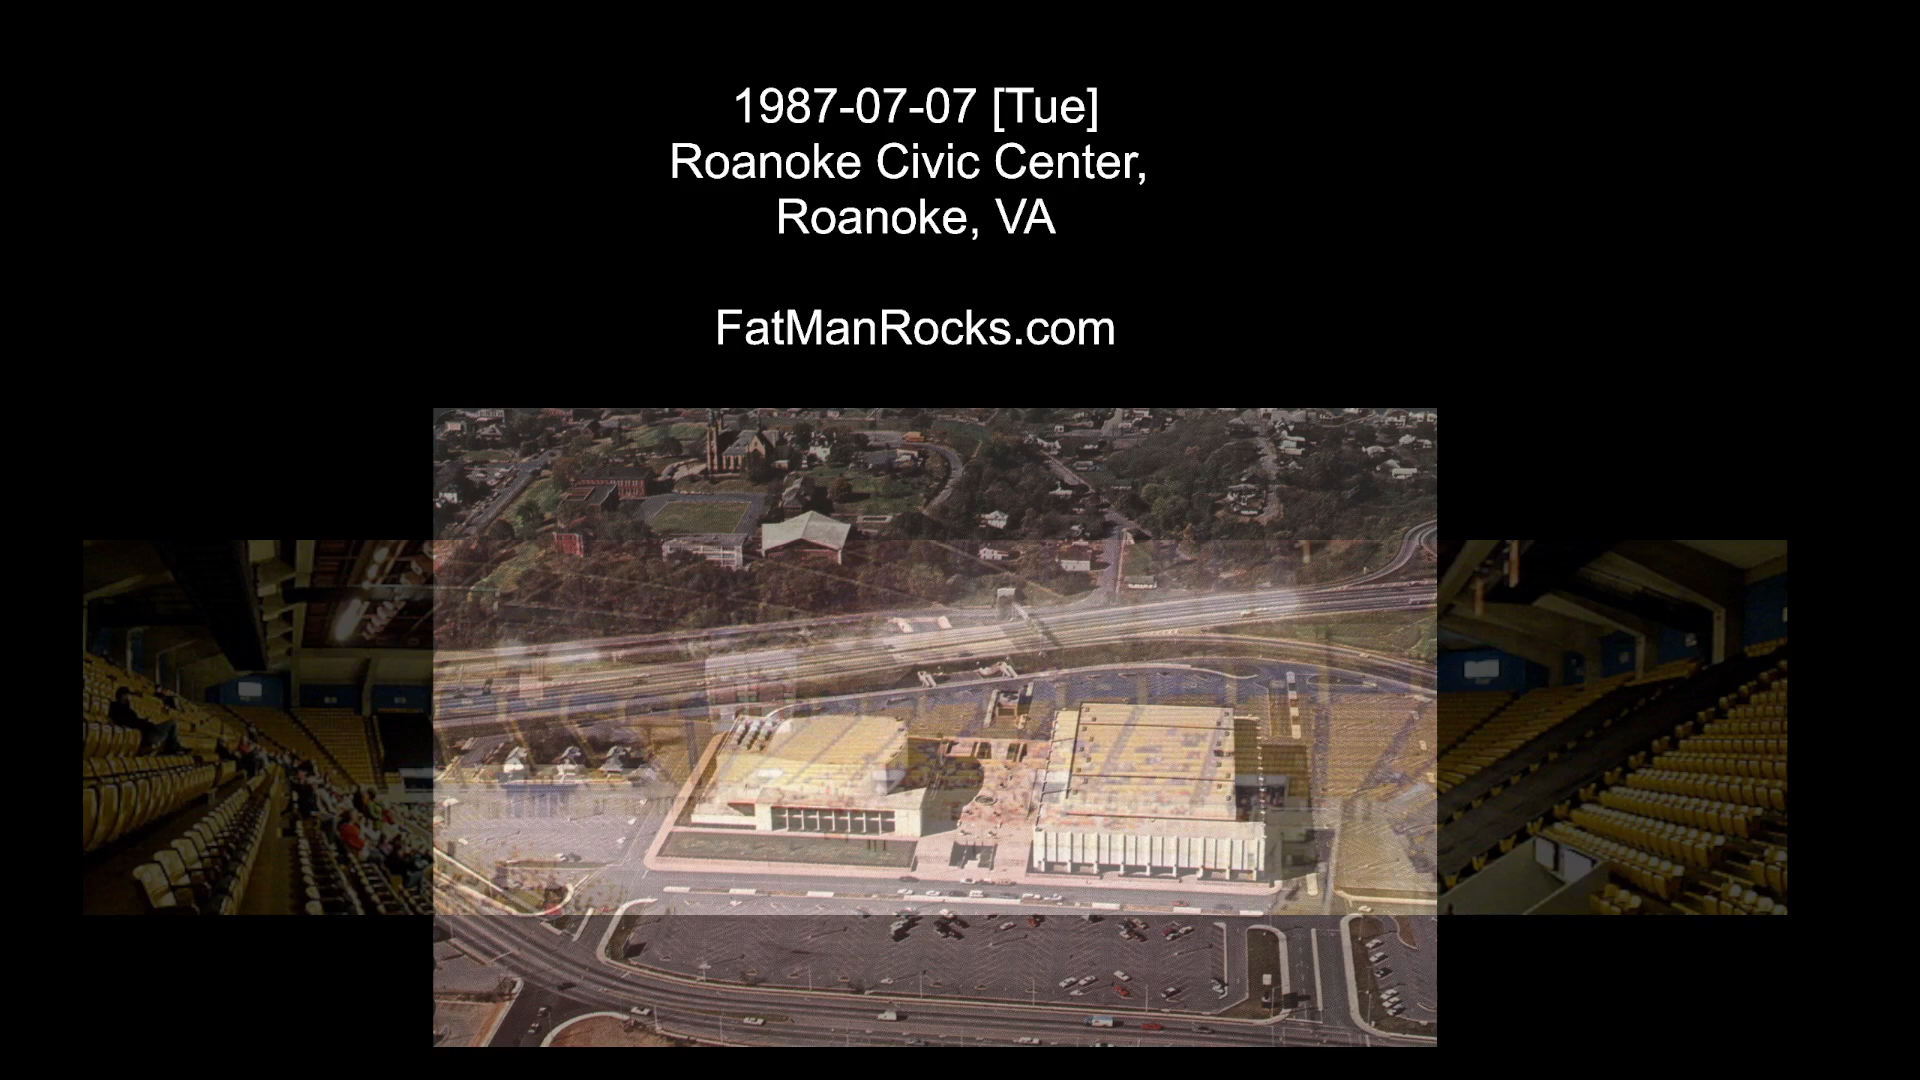 1987-07-07 [Tue]
Roanoke Civic Center,
Roanoke, VA
FatManRocks.com